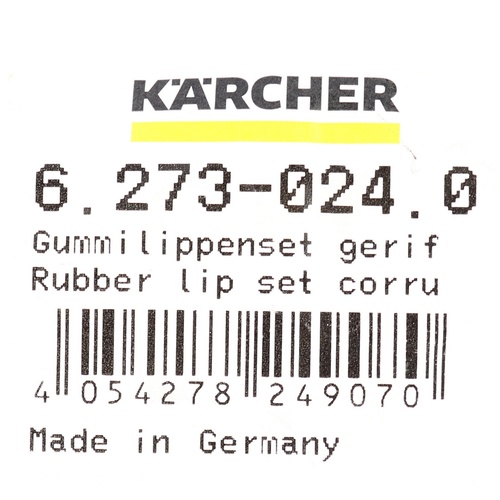 KÄRCHER
6.273-024.0
Gummilippenset gerif
Rubber lip set corru
4 054278 249070
Made in Germany